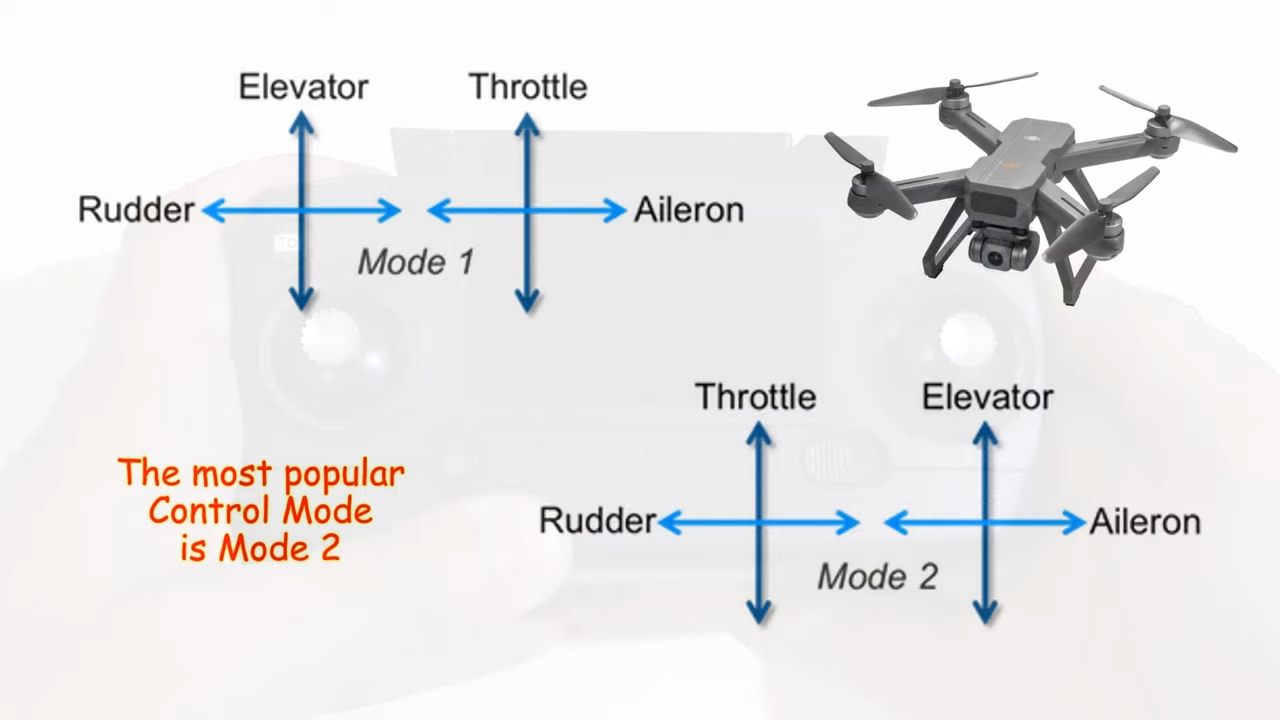 Elevator Throttle
Rudder Aileron
Mode 1
Throttle Elevator
The most popular
Control Mode
is Mode 2
Rudder Aileron
Mode 2